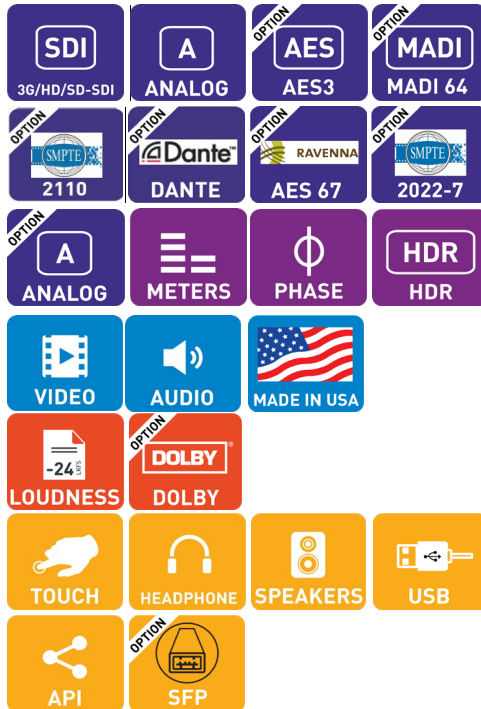 SDI
3G/HD/SD-SDI
A
ANALOG
OPTION
AES
AES3
OPTION
MADI
MADI 64
OPTION
SMPTE
2110
OPTION
Dante™
DANTE
OPTION
RAVENNA
AES 67
OPTION
SMPTE
2022-7
OPTION
A
ANALOG
METERS
PHASE
HDR
HDR
VIDEO
AUDIO
MADE IN USA
-24 LKFS
LOUDNESS
OPTION
DOLBY®
DOLBY
TOUCH
HEADPHONE
SPEAKERS
USB
API
OPTION
SFP